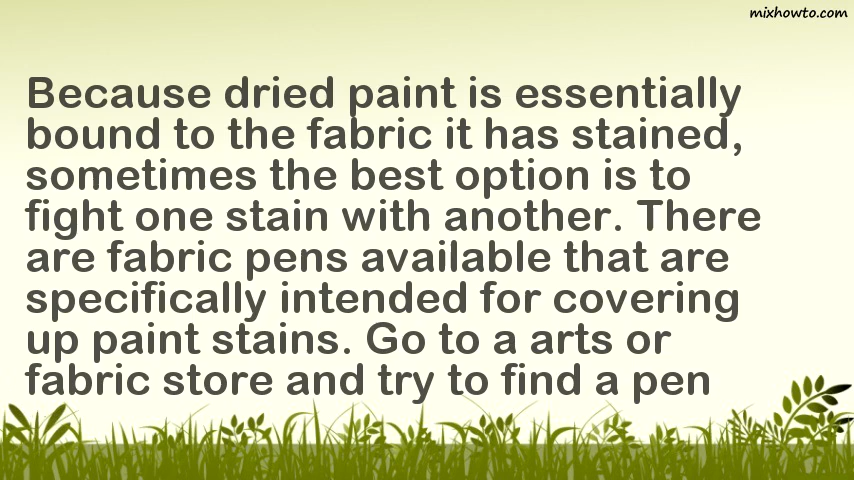 mixhowto.com
Because dried paint is essentially
bound to the fabric it has stained,
sometimes the best option is to
fight one stain with another. There
are fabric pens available that are
specifically intended for covering
up paint stains. Go to a arts or
fabric store and try to find a pen